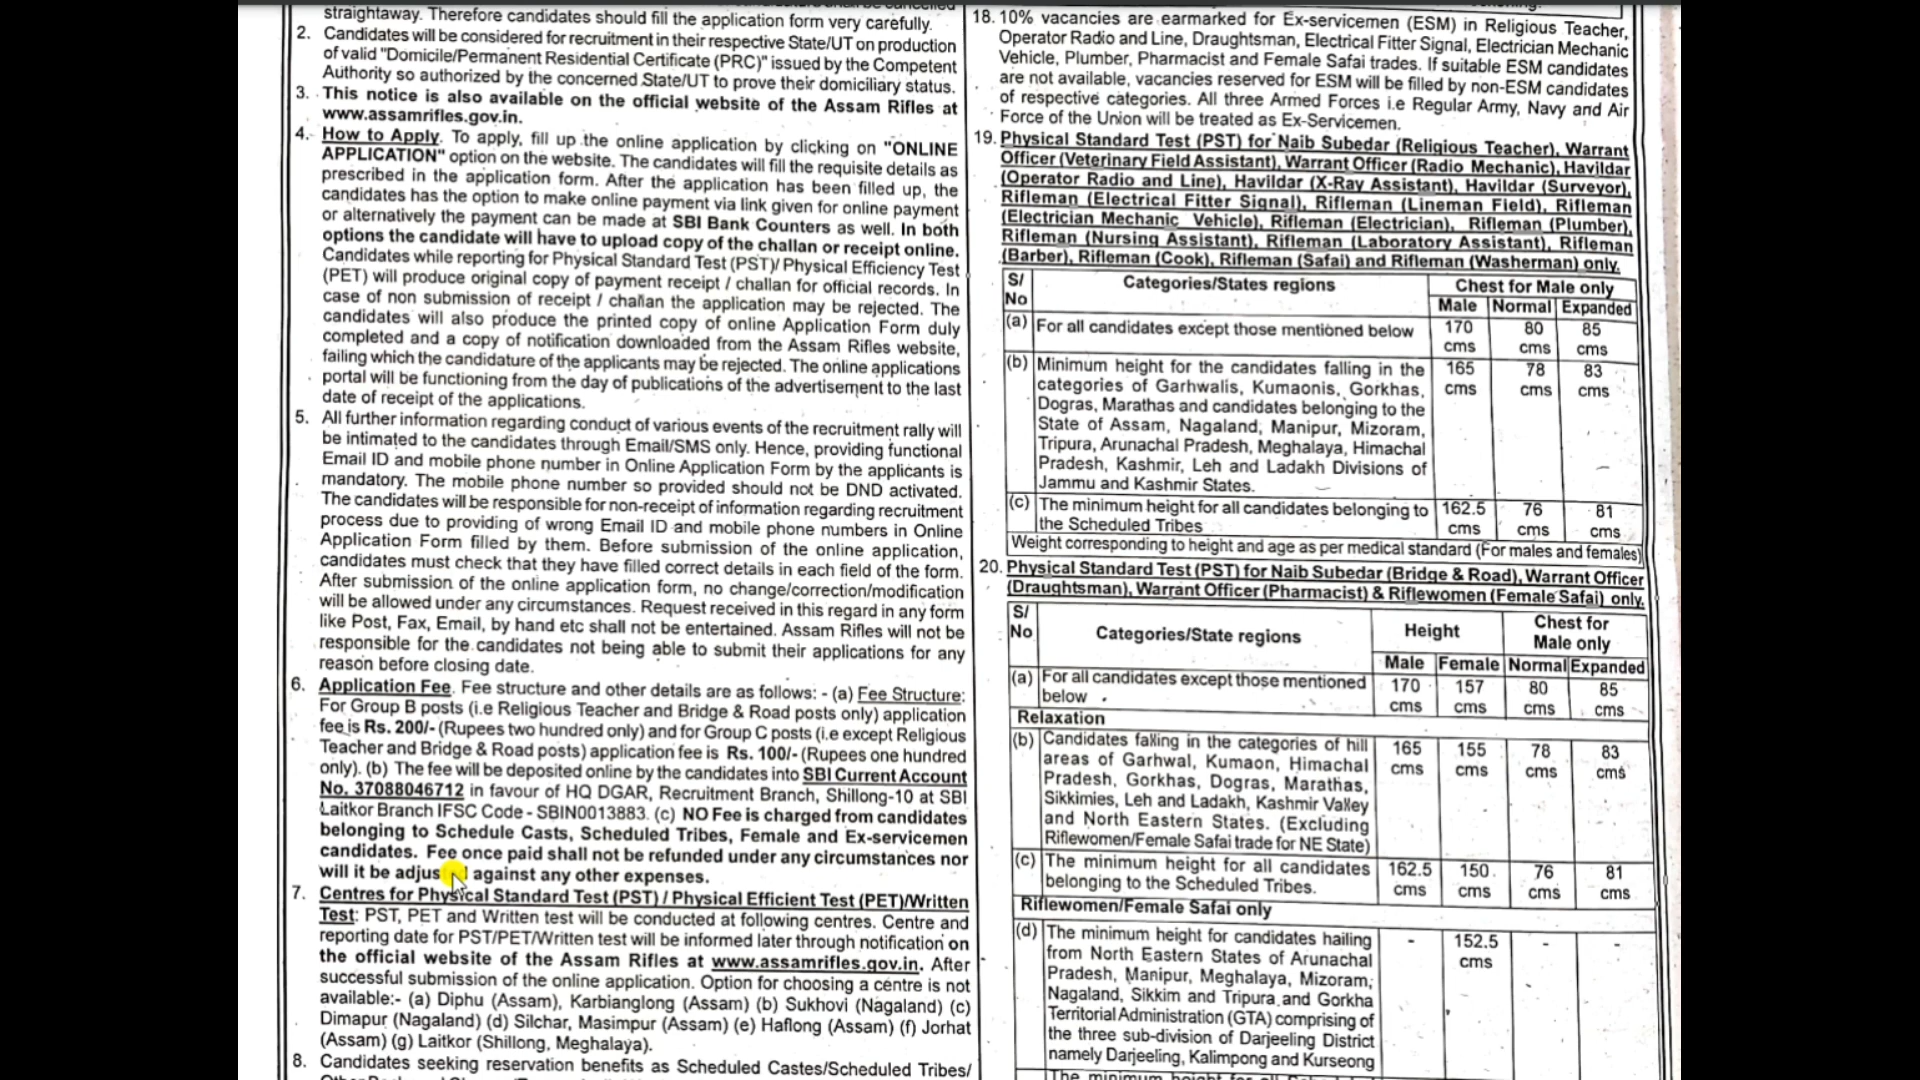 straightaway. Therefore candidates should fill the application form very carefully.
2. Candidates will be considered for recruitment in their respective State/UT on production
of valid "Domicile/Permanent Residential Certificate (PRC)" issued by the Competent
Authority so authorized by the concerned State/UT to prove their domiciliary status.
3. This notice is also available on the official website of the Assam Rifles at
www.assamrifles.gov.in.
4. How to Apply. To apply, fill up the online application by clicking on "ONLINE
APPLICATION" option on the website. The candidates will fill the requisite details as
prescribed in the application form. After the application has been filled up, the
candidates has the option to make online payment via link given for online payment
or alternatively the payment can be made at SBI Bank Counters as well. In both
options the candidate will have to upload copy of the challan or receipt online.
Candidates while reporting for Physical Standard Test (PST)/ Physical Efficiency Test
(PET) will produce original copy of payment receipt / challan for official records. In
case of non submission of receipt / challan the application may be rejected. The
candidates will also produce the printed copy of online Application Form duly
completed and a copy of notification downloaded from the Assam Rifles website,
failing which the candidature of the applicants may be rejected. The online applications
portal will be functioning from the day of publications of the advertisement to the last
date of receipt of the applications.
5. All further information regarding conduct of various events of the recruitment rally will
be intimated to the candidates through Email/SMS only. Hence, providing functional
Email ID and mobile phone number in Online Application Form by the applicants is
mandatory. The mobile phone number so provided should not be DND activated.
The candidates will be responsible for non-receipt of information regarding recruitment
process due to providing of wrong Email ID and mobile phone numbers in Online
Application Form filled by them. Before submission of the online application,
candidates must check that they have filled correct details in each field of the form.
After submission of the online application form, no change/correction/modification
will be allowed under any circumstances. Request received in this regard in any form
like Post, Fax, Email, by hand etc shall not be entertained. Assam Rifles will not be
responsible for the candidates not being able to submit their applications for any
reason before closing date.
6. Application Fee. Fee structure and other details are as follows: - (a) Fee Structure:
For Group B posts (i.e Religious Teacher and Bridge & Road posts only) application
fee is Rs. 200/- (Rupees two hundred only) and for Group C posts (i.e except Religious
Teacher and Bridge & Road posts) application fee is Rs. 100/- (Rupees one hundred
only). (b) The fee will be deposited online by the candidates into SBI Current Account
No. 37088046712 in favour of HQ DGAR, Recruitment Branch, Shillong-10 at SBI
Laitkor Branch IFSC Code - SBIN0013883. (c) NO Fee is charged from candidates
belonging to Schedule Casts, Scheduled Tribes, Female and Ex-servicemen
candidates. Fee once paid shall not be refunded under any circumstances nor
will it be against any other expenses.
7. Centres for Physical Standard Test (PST) / Physical Efficient Test (PET)/Written
Test: PST, PET and Written test will be conducted at following centres. Centre and
reporting date for PST/PET/Written test will be informed later through notification on
the official website of the Assam Rifles at www.assamrifles.gov.in. After
successful submission of the online application. Option for choosing a centre is not
available:- (a) Diphu (Assam), Karbianglong (Assam) (b) Sukhovi (Nagaland) (c)
Dimapur (Nagaland) (d) Silchar, Masimpur (Assam) (e) Haflong (Assam) (f) Jorhat
(Assam) (g) Laitkor (Shillong, Meghalaya).
8. Candidates seeking reservation benefits as Scheduled Castes/Scheduled Tribes/
18. 10% vacancies are earmarked for Ex-servicemen (ESM) in Religious Teacher,
Operator Radio and Line, Draughtsman, Electrical Fitter Signal, Electrician Mechanic
Vehicle, Plumber, Pharmacist and Female Safai trades. If suitable ESM candidates
are not available, vacancies reserved for ESM will be filled by non-ESM candidates
of respective categories. All three Armed Forces i.e Regular Army, Navy and Air
Force of the Union will be treated as Ex-Servicemen.
19. Physical Standard Test (PST) for Naib Subedar (Religious Teacher), Warrant
Officer (Veterinary Field Assistant), Warrant Officer (Radio Mechanic), Havildar
(Operator Radio and Line), Havildar (X-Ray Assistant), Havildar (Surveyor),
Rifleman (Electrical Fitter Signal), Rifleman (Lineman Field), Rifleman
(Electrician Mechanic Vehicle), Rifleman (Electrician), Rifleman (Plumber),
Rifleman (Nursing Assistant), Rifleman (Laboratory Assistant), Rifleman
(Barber), Rifleman (Cook), Rifleman (Safai) and Rifleman (Washerman) only.
S/ No Categories/States regions Chest for Male only
Male Normal Expanded
(a) For all candidates except those mentioned below 170 cms 80 cms 85 cms
(b) Minimum height for the candidates falling in the 165 cms 78 cms 83 cms
categories of Garhwalis, Kumaonis, Gorkhas,
Dogras, Marathas and candidates belonging to the
State of Assam, Nagaland, Manipur, Mizoram,
Tripura, Arunachal Pradesh, Meghalaya, Himachal
Pradesh, Kashmir, Leh and Ladakh Divisions of
Jammu and Kashmir States.
(c) The minimum height for all candidates belonging to 162.5 cms 76 cms 81 cms
the Scheduled Tribes
Weight corresponding to height and age as per medical standard (For males and females)
20. Physical Standard Test (PST) for Naib Subedar (Bridge & Road), Warrant Officer
(Draughtsman), Warrant Officer (Pharmacist) & Riflewomen (Female Safai) only.
S/ No Categories/State regions Height Chest for Male only
Male Female Normal Expanded
(a) For all candidates except those mentioned 170 cms 157 cms 80 cms 85 cms
below
Relaxation
(b) Candidates falling in the categories of hill 165 cms 155 cms 78 cms 83 cms
areas of Garhwal, Kumaon, Himachal
Pradesh, Gorkhas, Dogras, Marathas,
Sikkimies, Leh and Ladakh, Kashmir Valley
and North Eastern States. (Excluding
Riflewomen/Female Safai trade for NE State)
(c) The minimum height for all candidates 162.5 cms 150 cms 76 cms 81 cms
belonging to the Scheduled Tribes.
Riflewomen/Female Safai only
(d) The minimum height for candidates hailing - 152.5 cms - -
from North Eastern States of Arunachal
Pradesh, Manipur, Meghalaya, Mizoram,
Nagaland, Sikkim and Tripura and Gorkha
Territorial Administration (GTA) comprising of
the three sub-division of Darjeeling District
namely Darjeeling, Kalimpong and Kurseong